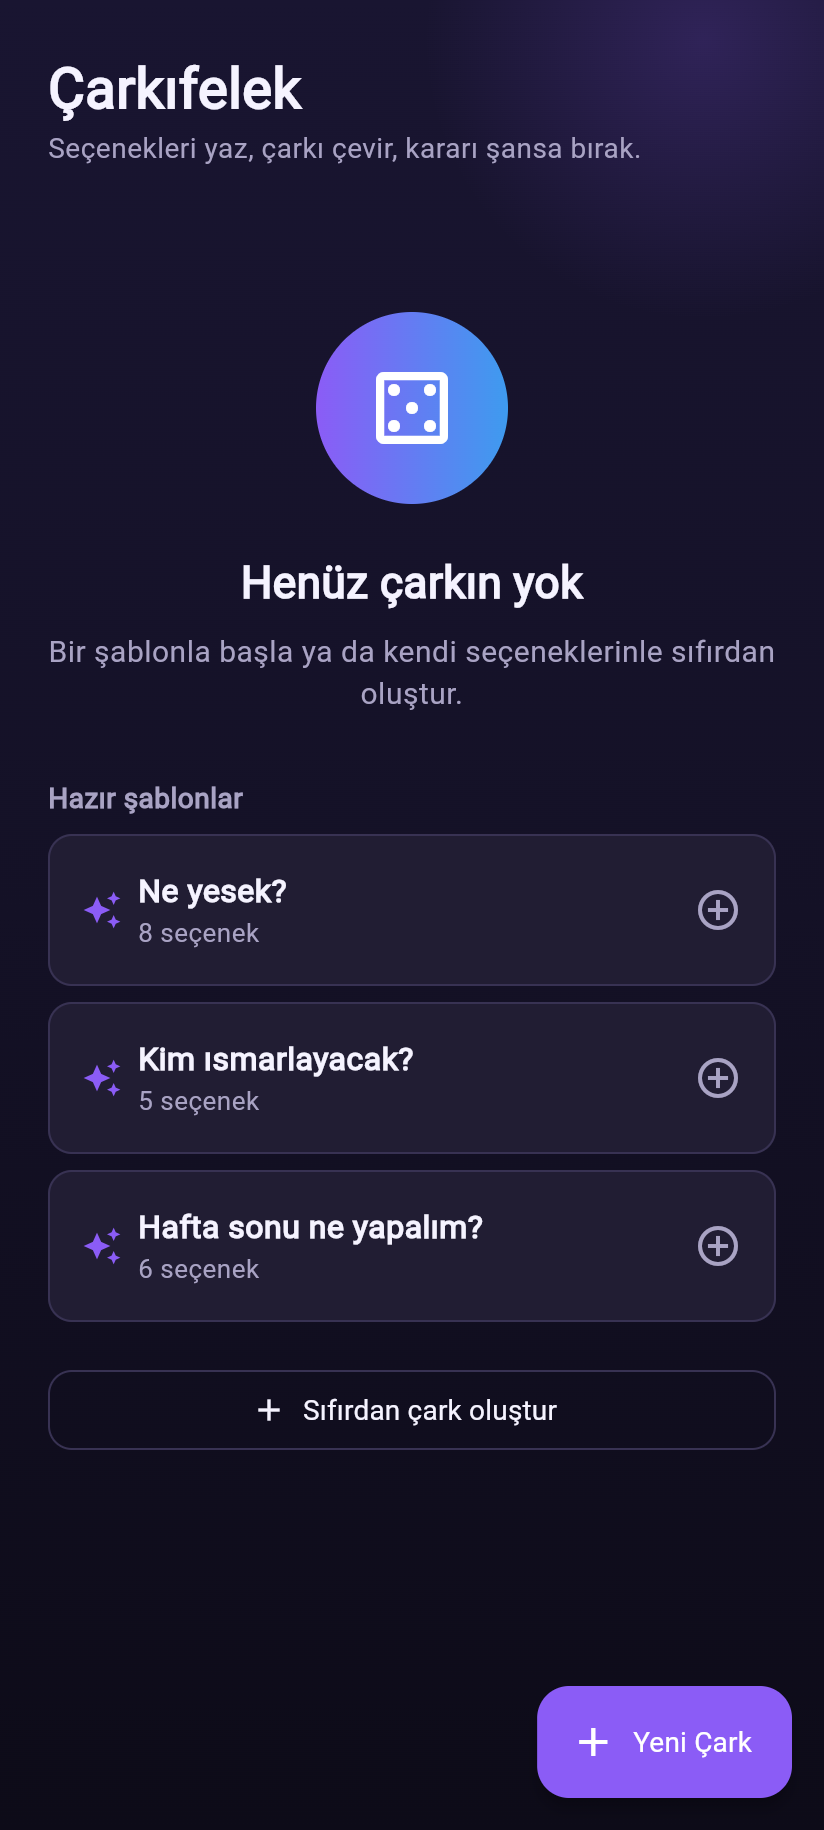 Çarkıfelek
Seçenekleri yaz, çarkı çevir, kararı şansa bırak.
Henüz çarkın yok
Bir şablonla başla ya da kendi seçeneklerinle sıfırdan
oluştur.
Hazır şablonlar
Ne yesek?
8 seçenek
Kim ısmarlayacak?
5 seçenek
Hafta sonu ne yapalım?
6 seçenek
Sıfırdan çark oluştur
Yeni Çark